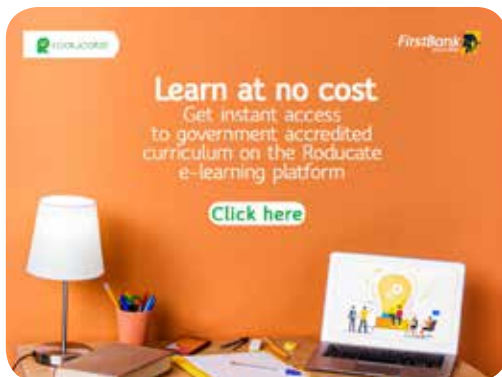 Roducate
FirstBank
Learn at no cost
Get instant access
to government accredited
curriculum on the Roducate
e-learning platform
Click here